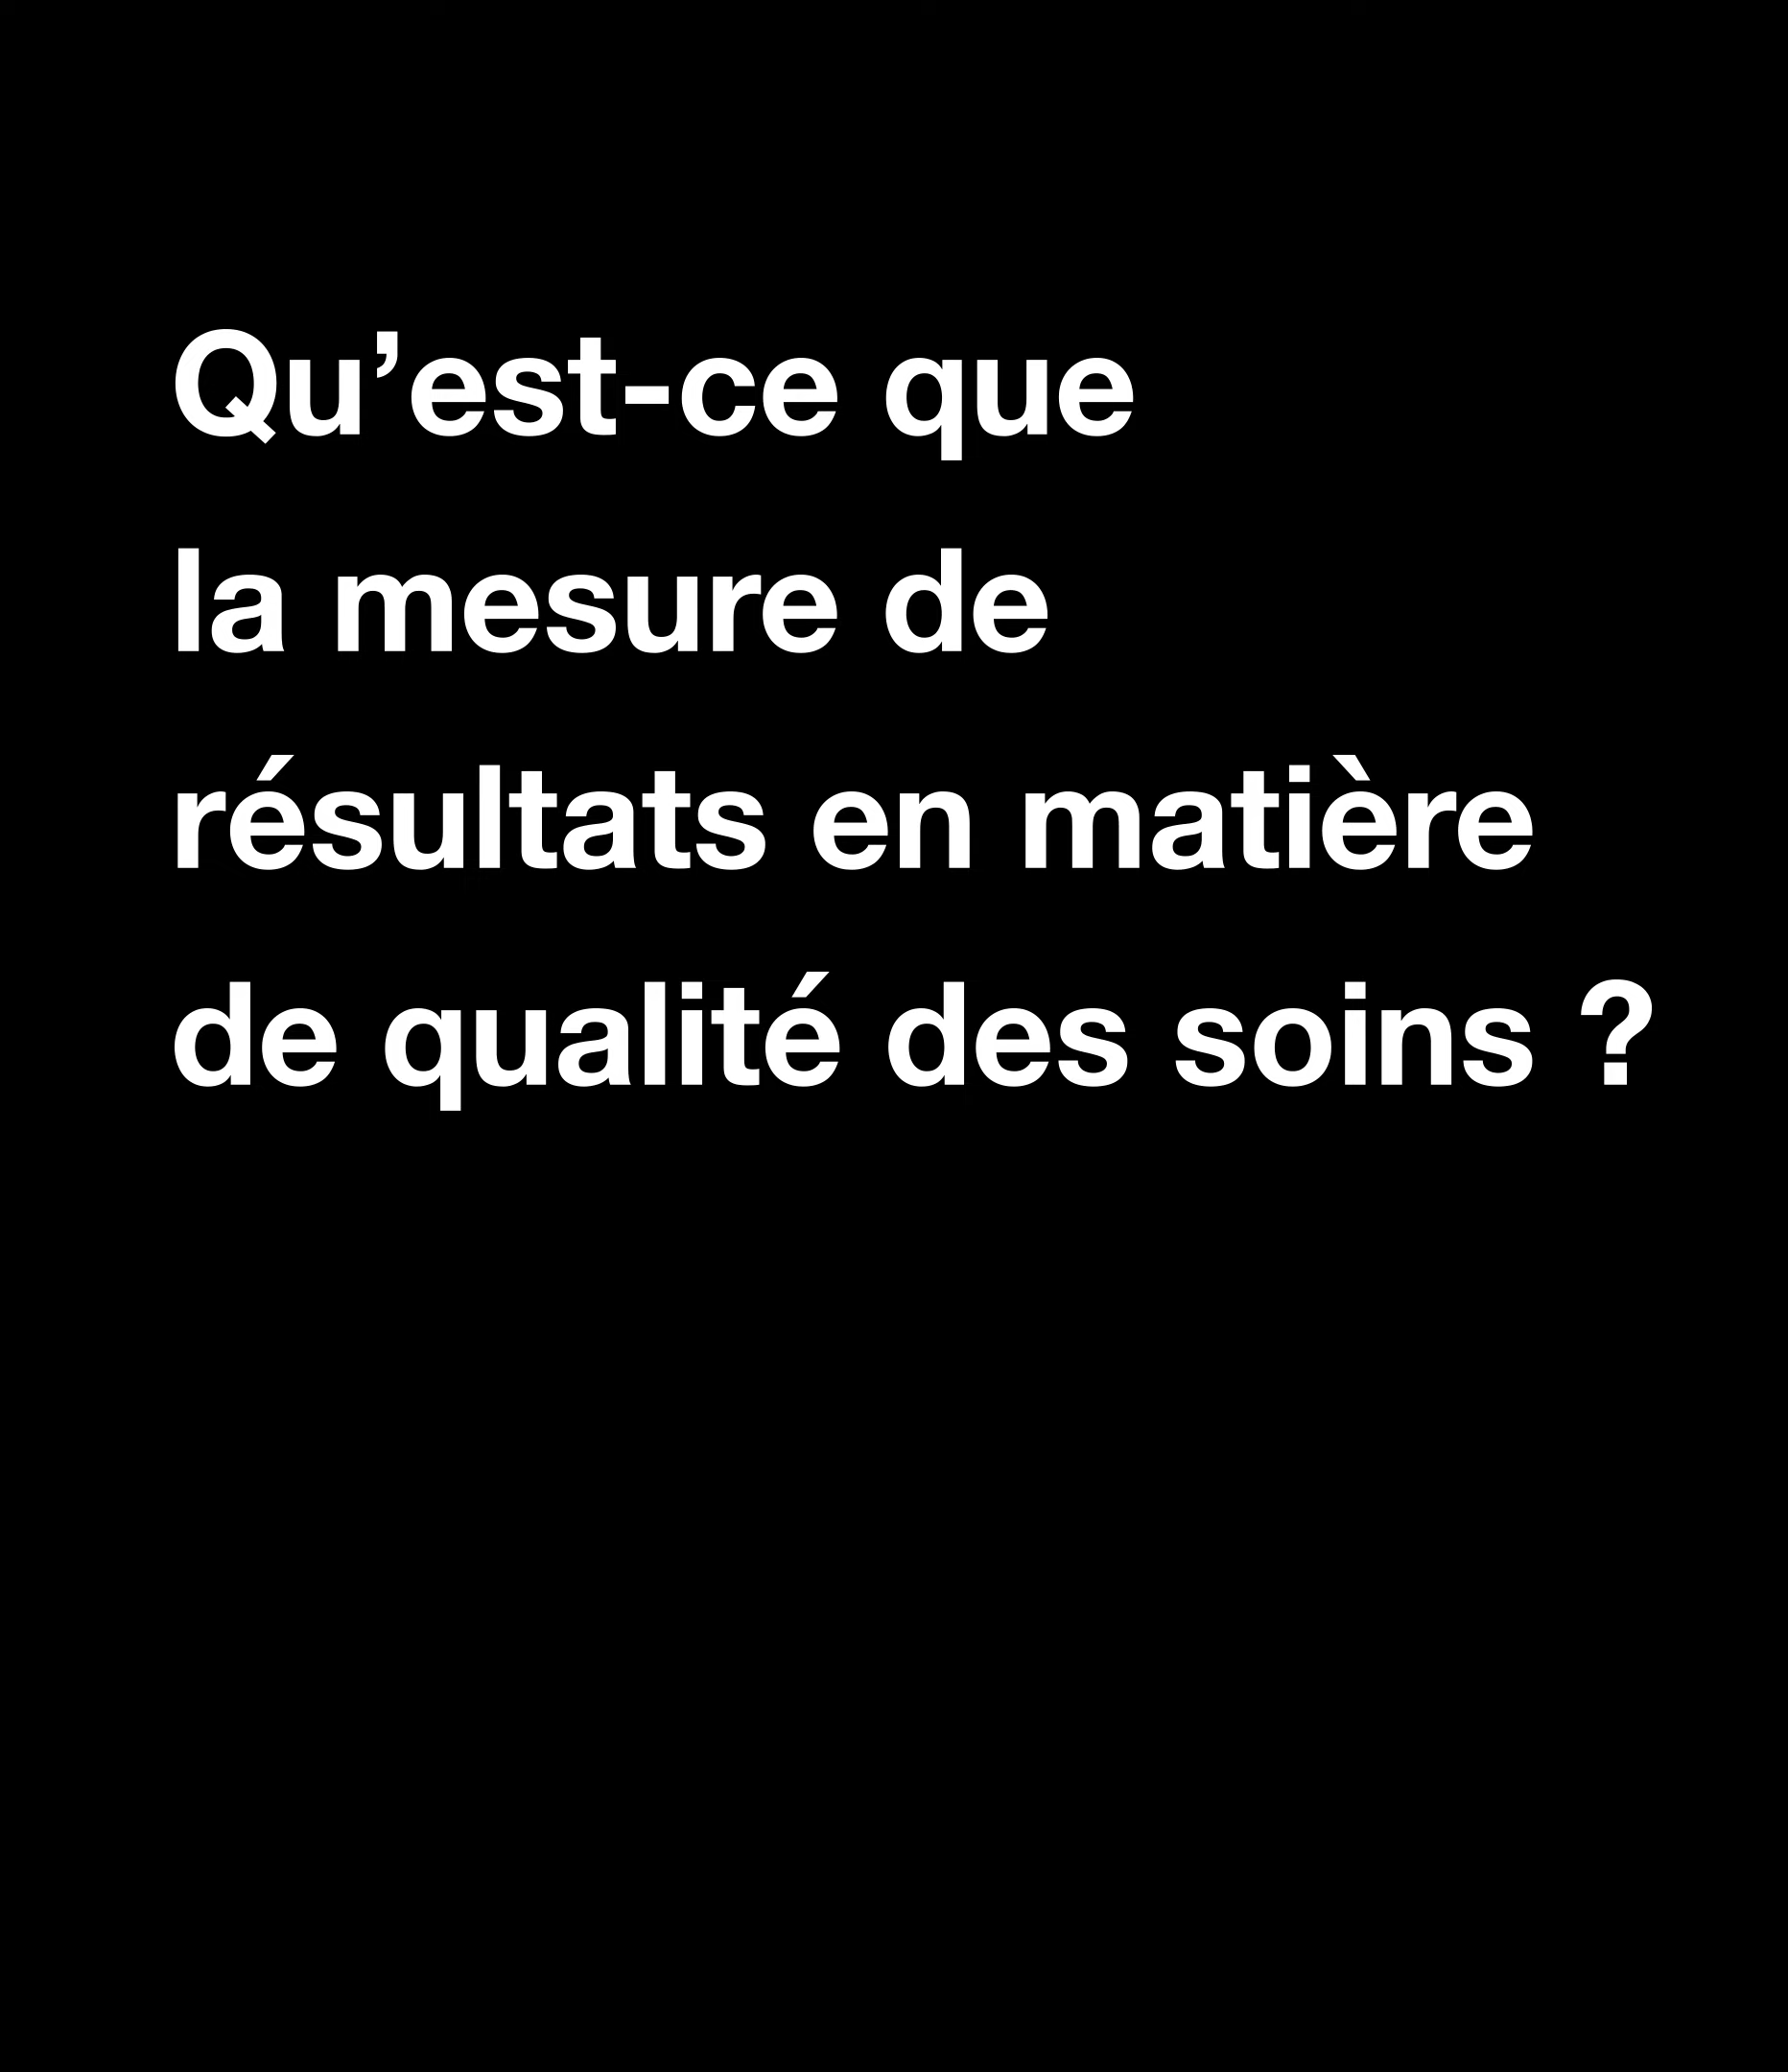 Qu’est-ce que
la mesure de
résultats en matière
de qualité des soins ?